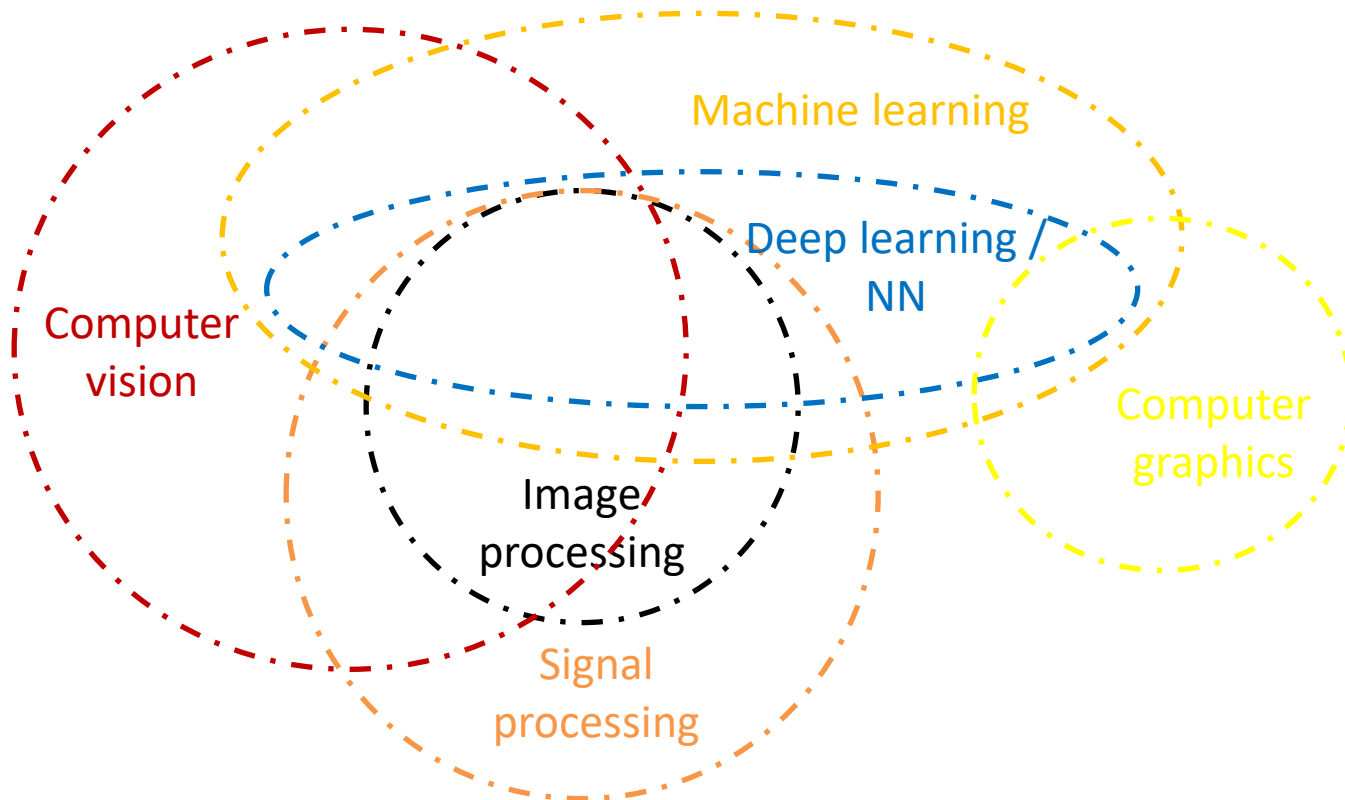 Machine learning
Deep learning /
NN
Computer
vision
Computer
graphics
Image
processing
Signal
processing